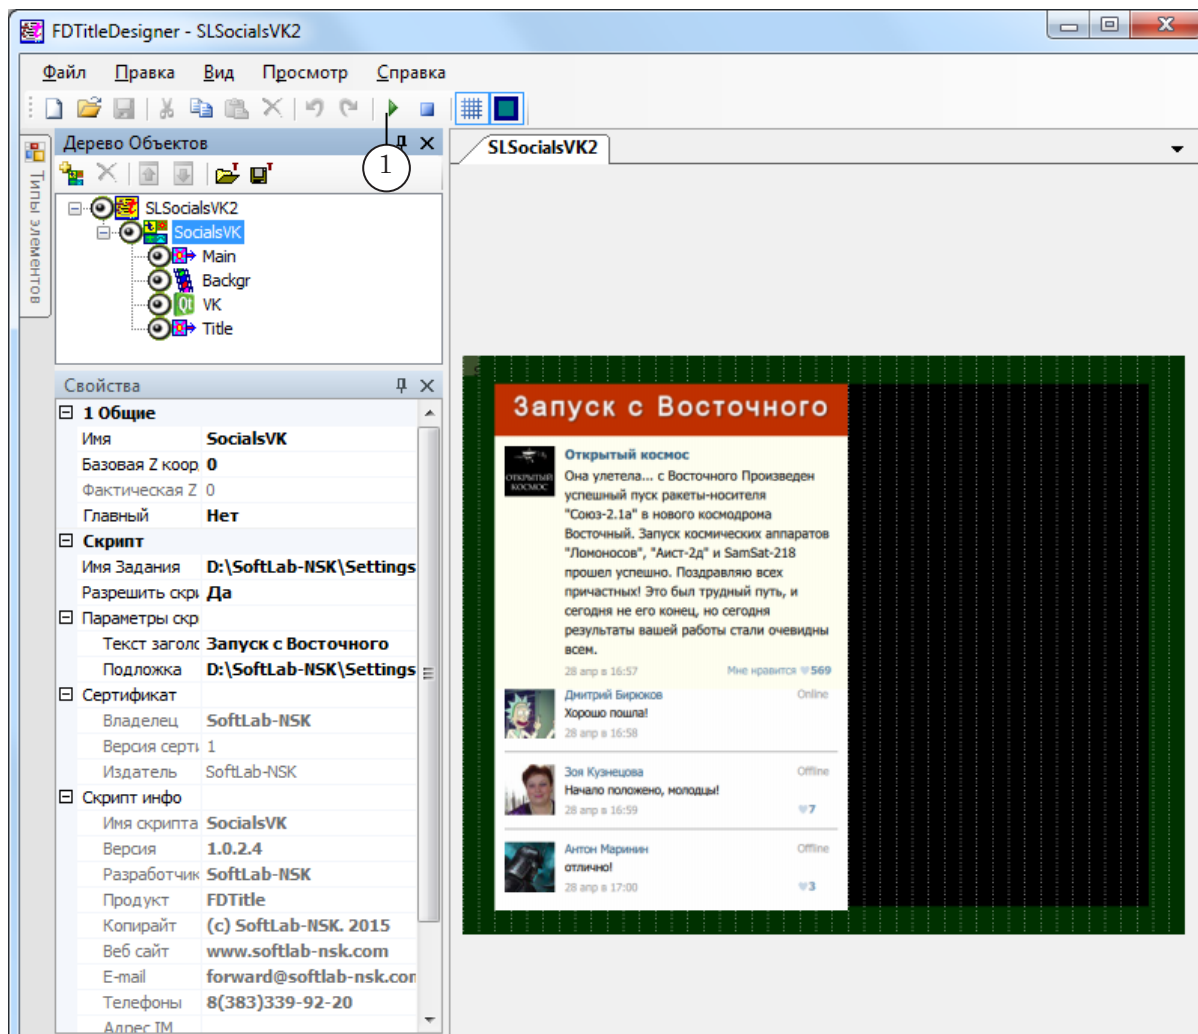 FDTitleDesigner - SLSocialsVK2
Файл Правка Вид Просмотр Справка
Дерево Объектов
1
Типы элементов
SLSocialsVK2
SocialsVK
Main
Backgr
VK
Title
Свойства
1 Общие
Имя SocialsVK
Базовая Z коор 0
Фактическая Z 0
Главный Нет
Скрипт
Имя Задания D:\SoftLab-NSK\Settings
Разрешить скри Да
Параметры скр
Текст заголо Запуск с Восточного
Подложка D:\SoftLab-NSK\Settings
Сертификат
Владелец SoftLab-NSK
Версия серти 1
Издатель SoftLab-NSK
Скрипт инфо
Имя скрипта SocialsVK
Версия 1.0.2.4
Разработчик SoftLab-NSK
Продукт FDTitle
Копирайт (c) SoftLab-NSK. 2015
Веб сайт www.softlab-nsk.com
E-mail forward@softlab-nsk.com
Телефоны 8(383)339-92-20
Адрес IM
SLSocialsVK2
Запуск с Восточного
ОТКРЫТЫЙ
КОСМОС
Открытый космос
Она улетела... с Восточного Произведен
успешный пуск ракеты-носителя
"Союз-2.1а" в нового космодрома
Восточный. Запуск космических аппаратов
"Ломоносов", "Аист-2д" и SamSat-218
прошел успешно. Поздравляю всех
причастных! Это был трудный путь, и
сегодня не его конец, но сегодня
результаты вашей работы стали очевидны
всем.
28 апр в 16:57 Мне нравится 569
Дмитрий Бирюков Online
Хорошо пошла!
28 апр в 16:58
Зоя Кузнецова Offline
Начало положено, молодцы!
28 апр в 16:59 7
Антон Маринин Offline
отлично!
28 апр в 17:00 3